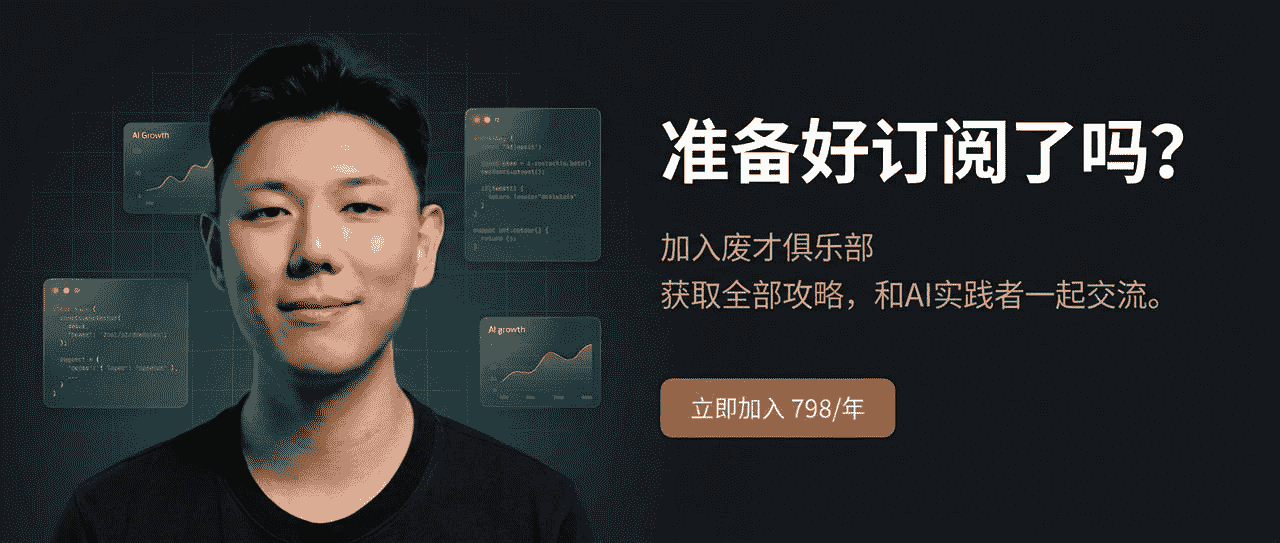 AI Growth
AI growth
准备好订阅了吗？
加入废才俱乐部
获取全部攻略，和AI实践者一起交流。
立即加入 798/年